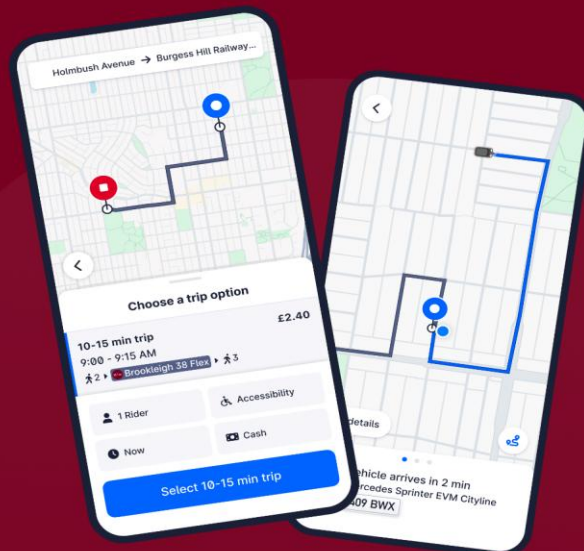 Holmbush Avenue → Burgess Hill Railway...
Choose a trip option
10-15 min trip
£2.40
9:00 - 9:15 AM
2 Brookleigh 38 Flex 3
1 Rider
Accessibility
Now
Cash
Select 10-15 min trip
details
ehicle arrives in 2 min
ercedes Sprinter EVM Cityline
409 BWX